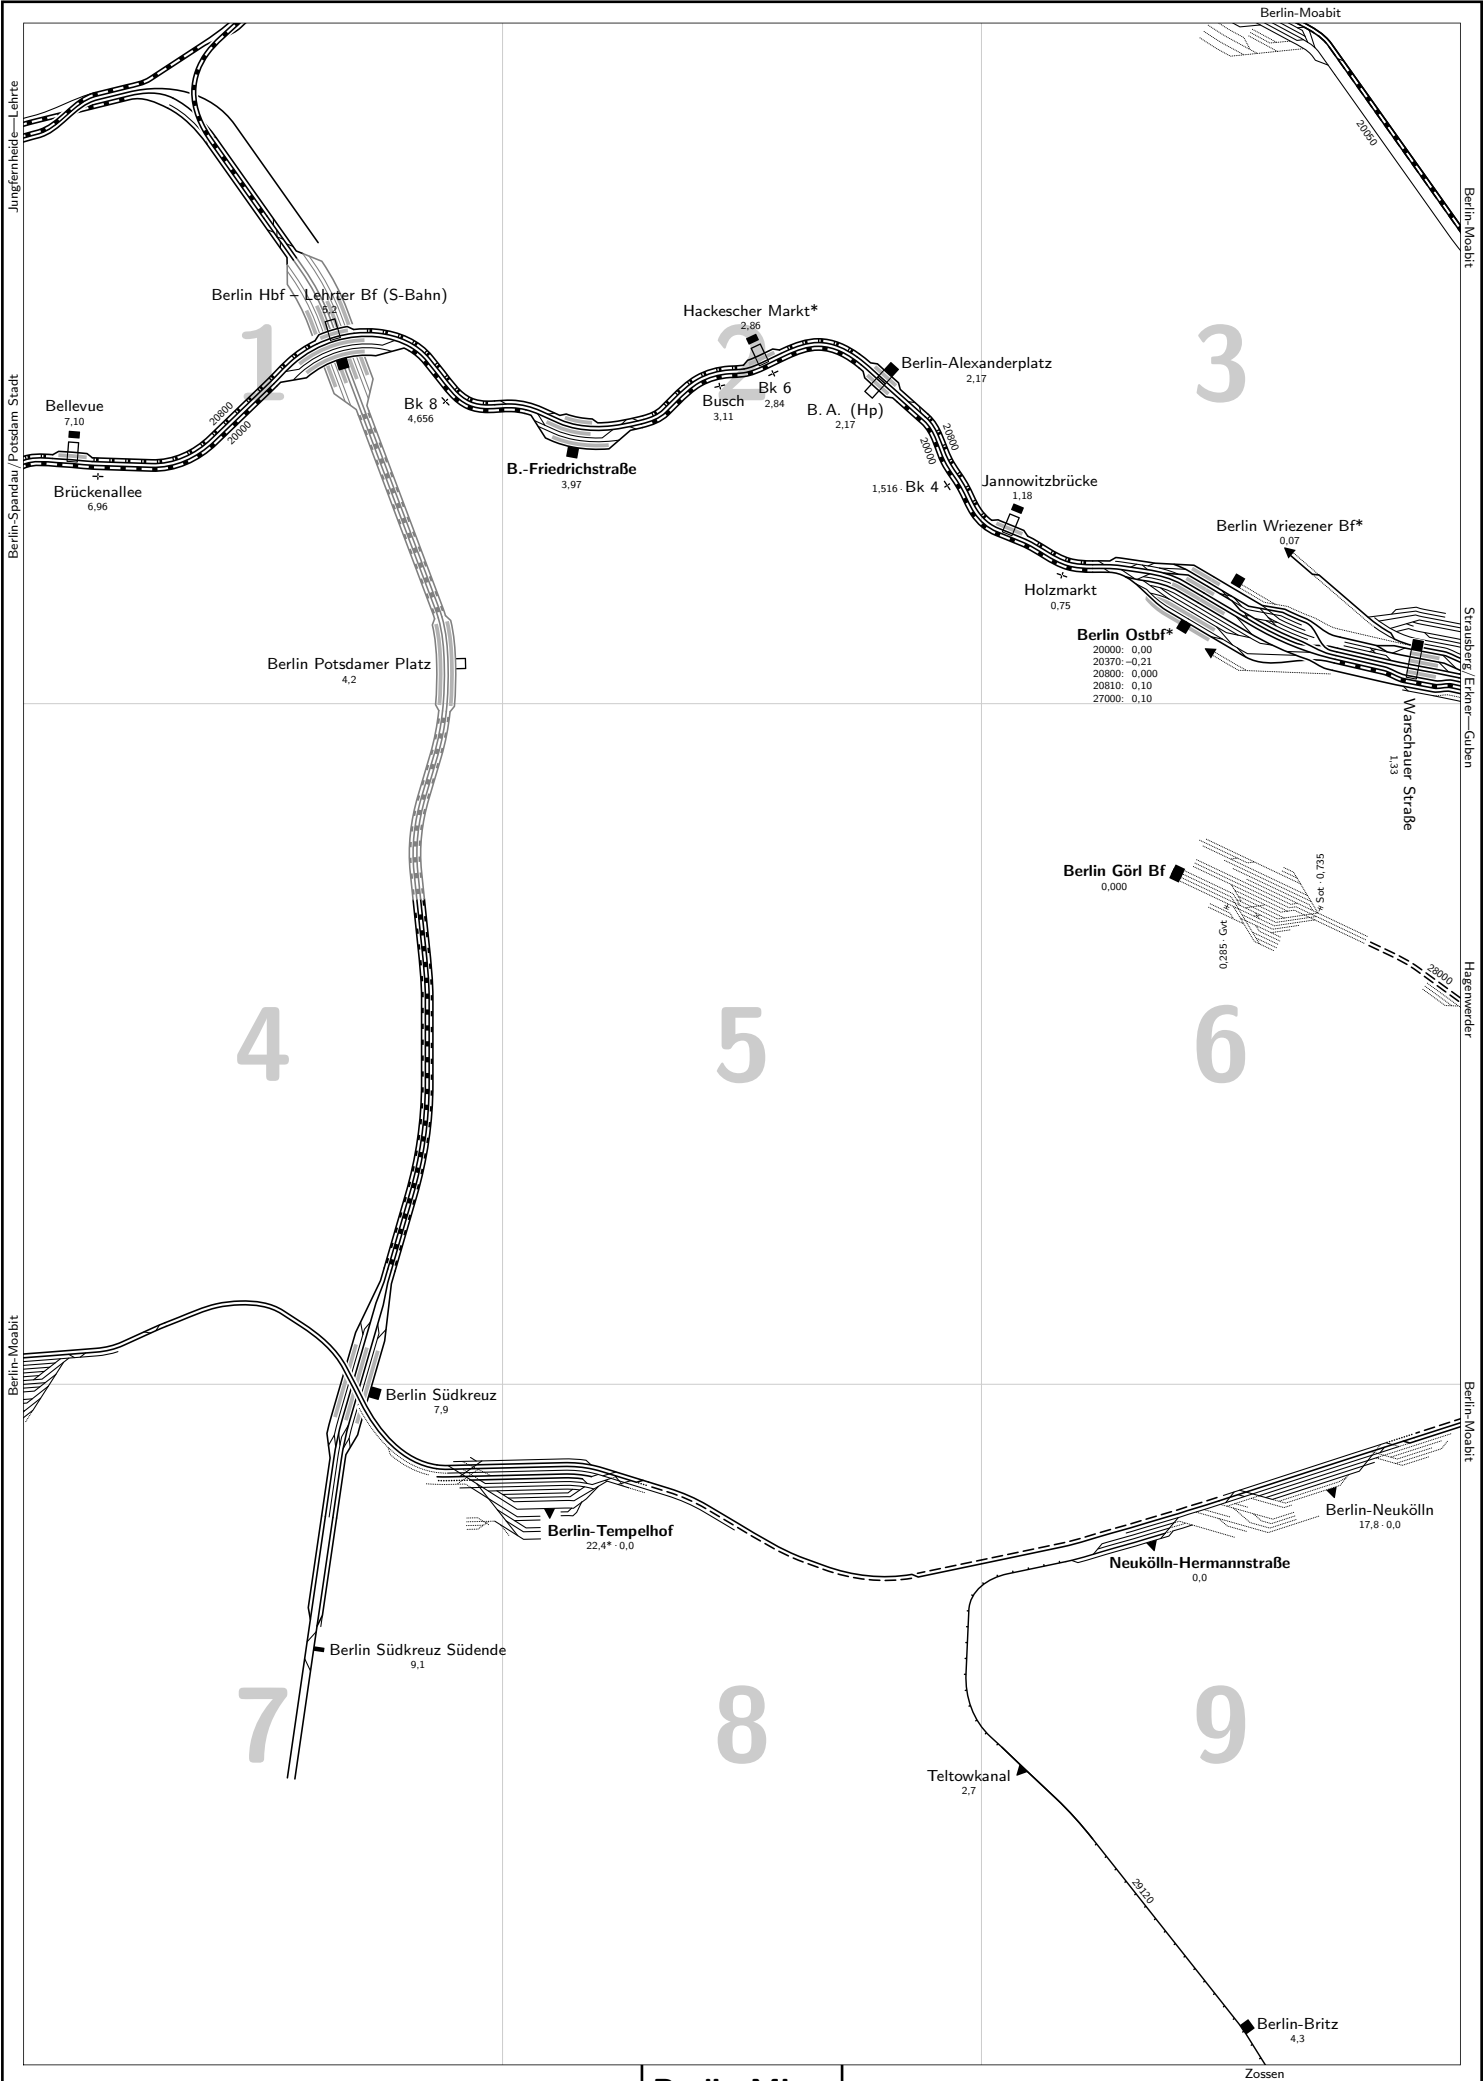 Berlin-Moabit
Jungfernheide—Lehrte
20050
Berlin-Moabit
Berlin Hbf – Lehrter Bf (S-Bahn)
5,2
Hackescher Markt*
2,86
1
2
3
Berlin-Alexanderplatz
2,17
Bk 6
2,84
Busch
3,11
B. A. (Hp)
2,17
Bk 8
4,656
Bellevue
7,10
20800
20000
Berlin-Spandau/Potsdam Stadt
Brückenallee
6,96
B.-Friedrichstraße
3,97
20800
20000
1,516 · Bk 4
Jannowitzbrücke
1,18
Berlin Wriezener Bf*
0,07
Holzmarkt
0,75
Berlin Ostbf*
20000: 0,00
20370: –0,21
20800: 0,000
20810: 0,10
27000: 0,10
Strausberg/Erkner—Guben
Berlin Potsdamer Platz
4,2
Warschauer Straße
1,33
Berlin Görl Bf
0,000
Sot · 0,735
0,285 · Gvt
28000
Hagenwerder
4
5
6
Berlin-Moabit
Berlin Südkreuz
7,9
Berlin-Moabit
Berlin-Tempelhof
22,4* · 0,0
Berlin-Neukölln
17,8 · 0,0
Neukölln-Hermannstraße
0,0
Berlin Südkreuz Südende
9,1
7
8
9
Teltowkanal
2,7
29120
Berlin-Britz
4,3
Zossen